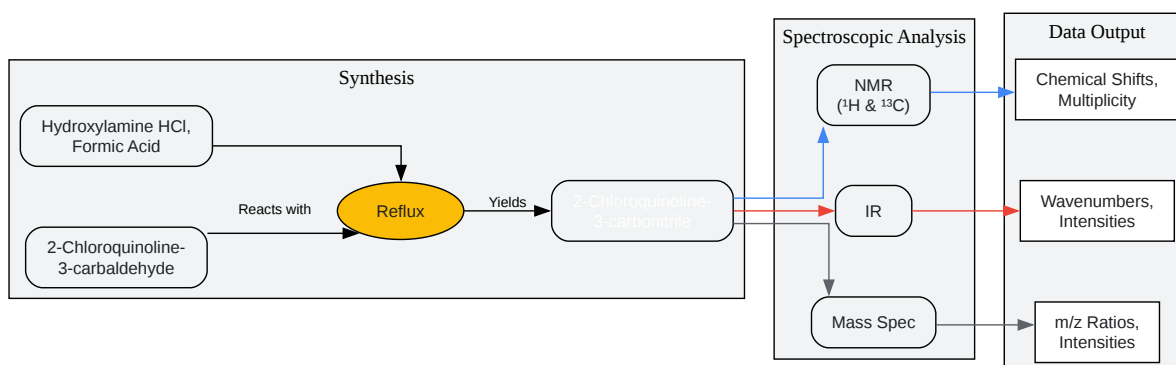 Synthesis
Hydroxylamine HCl,
Formic Acid
Reacts with
2-Chloroquinoline-
3-carbaldehyde
Reflux
Yields
2-Chloroquinoline-
3-carbonitrile
Spectroscopic Analysis
NMR
(¹H & ¹³C)
IR
Mass Spec
Data Output
Chemical Shifts,
Multiplicity
Wavenumbers,
Intensities
m/z Ratios,
Intensities